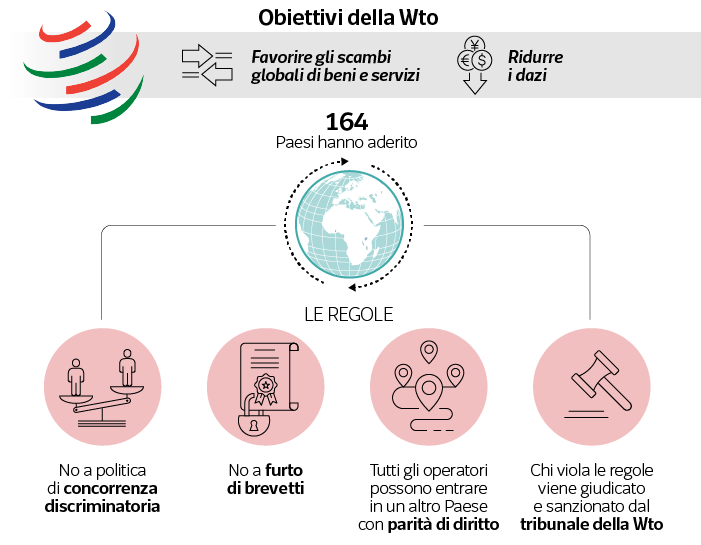 Obiettivi della Wto
Favorire gli scambi
globali di beni e servizi
Ridurre
i dazi
¥
€
$
164
Paesi hanno aderito
LE REGOLE
No a politica
di concorrenza
discriminatoria
No a furto
di brevetti
Tutti gli operatori
possono entrare
in un altro Paese
con parità di diritto
Chi viola le regole
viene giudicato
e sanzionato dal
tribunale della Wto